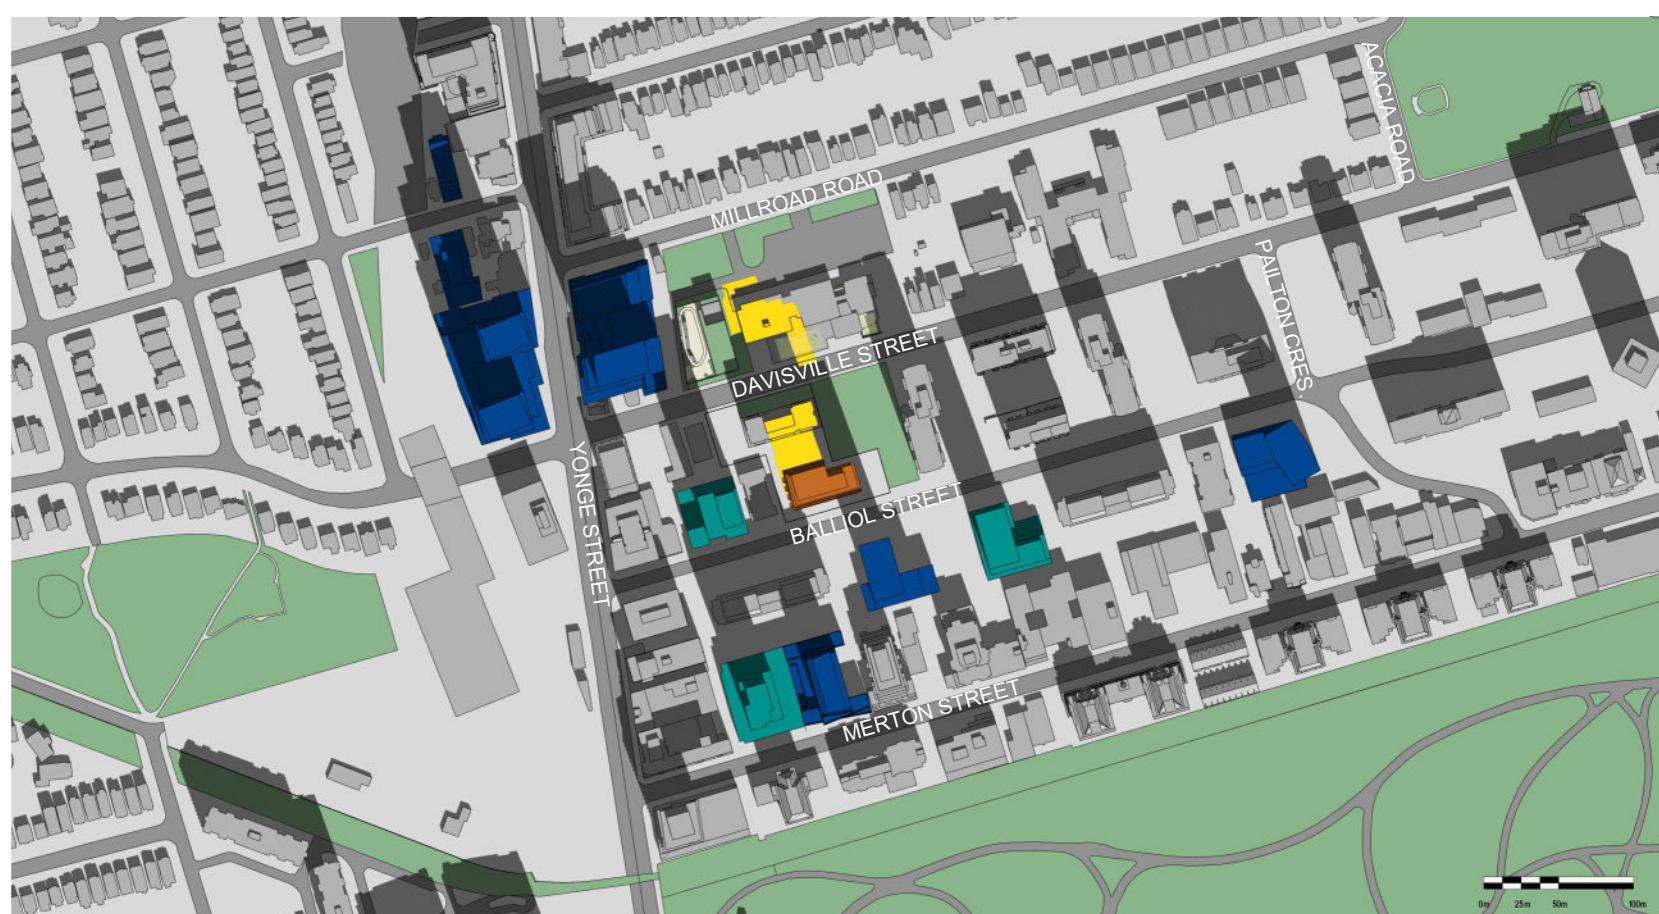 ACACIA ROAD
MILLROAD ROAD
PAILTON CRES.
DAVISVILLE STREET
YONGE STREET
BALLIOL STREET
MERTON STREET
0m 25m 50m 100m